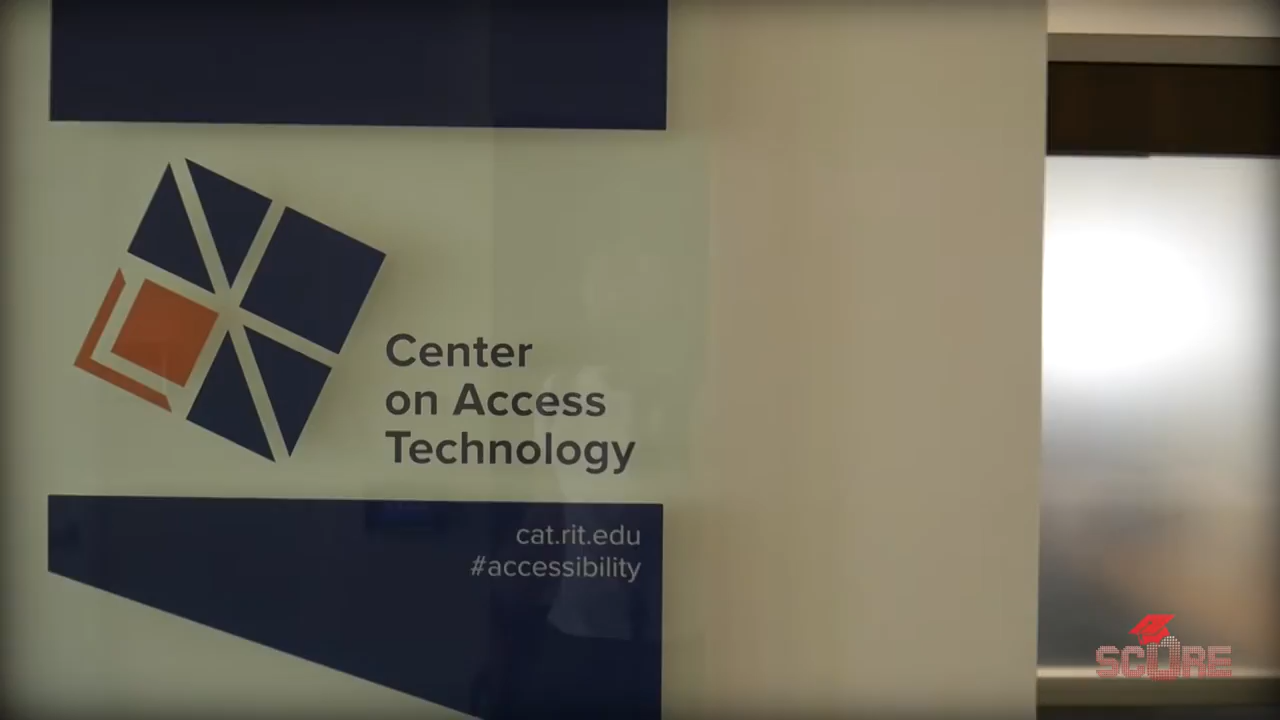 Center
on Access
Technology
cat.rit.edu
#accessibility
SCORE